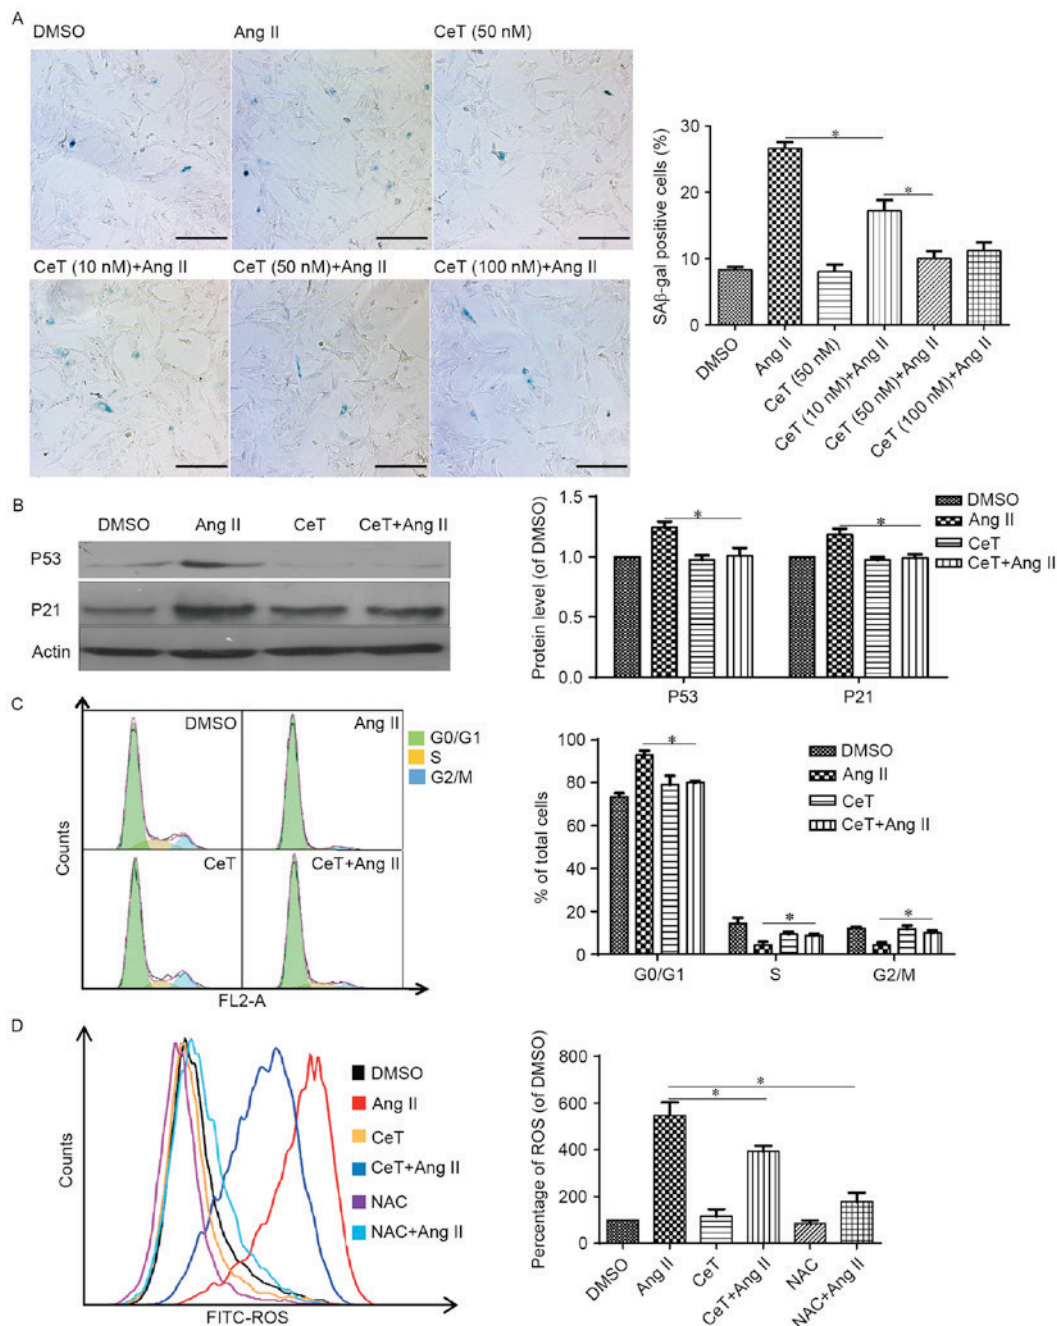 A
DMSO
Ang II
CeT (50 nM)
CeT (10 nM)+Ang II
CeT (50 nM)+Ang II
CeT (100 nM)+Ang II
SAβ-gal positive cells (%)
30
20
10
0
*
*
DMSO
Ang II
CeT (50 nM)
CeT (10 nM)+Ang II
CeT (50 nM)+Ang II
CeT (100 nM)+Ang II
B
DMSO
Ang II
CeT
CeT+Ang II
P53
P21
Actin
Protein level (of DMSO)
1.5
1.0
0.5
0.0
*
*
P53
P21
DMSO
Ang II
CeT
CeT+Ang II
C
Counts
DMSO
Ang II
CeT
CeT+Ang II
FL2-A
G0/G1
S
G2/M
% of total cells
100
80
60
40
20
0
*
*
*
G0/G1
S
G2/M
DMSO
Ang II
CeT
CeT+Ang II
D
Counts
FITC-ROS
DMSO
Ang II
CeT
CeT+Ang II
NAC
NAC+Ang II
Percentage of ROS (of DMSO)
800
600
400
200
0
*
*
DMSO
Ang II
CeT
CeT+Ang II
NAC
NAC+Ang II